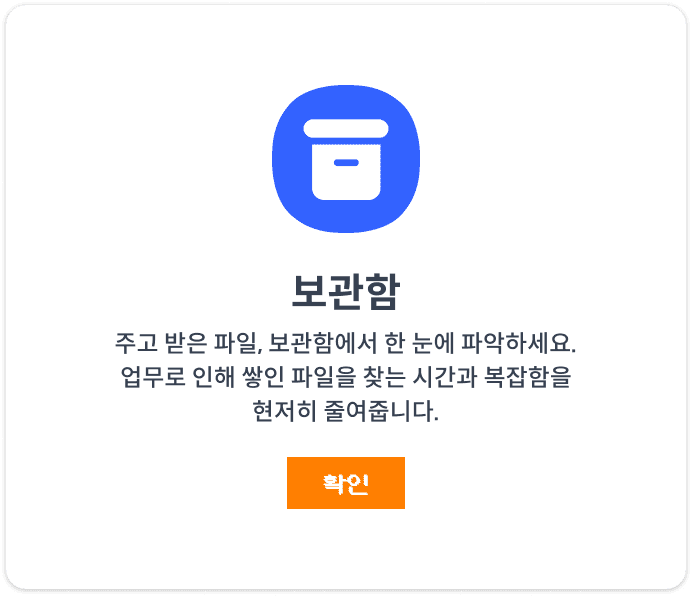 보관함
주고 받은 파일, 보관함에서 한 눈에 파악하세요.
업무로 인해 쌓인 파일을 찾는 시간과 복잡함을
현저히 줄여줍니다.
확인